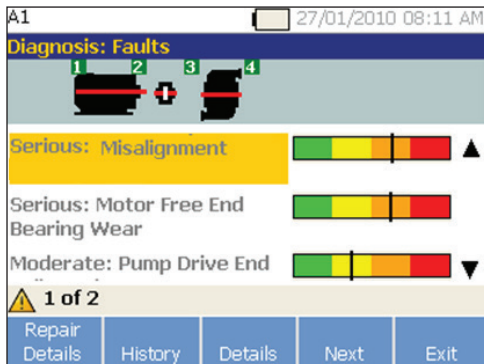 A1 27/01/2010 08:11 AM
Diagnosis: Faults
1 2 3 4
Serious: Misalignment
Serious: Motor Free End
Bearing Wear
Moderate: Pump Drive End
1 of 2
Repair
Details History Details Next Exit